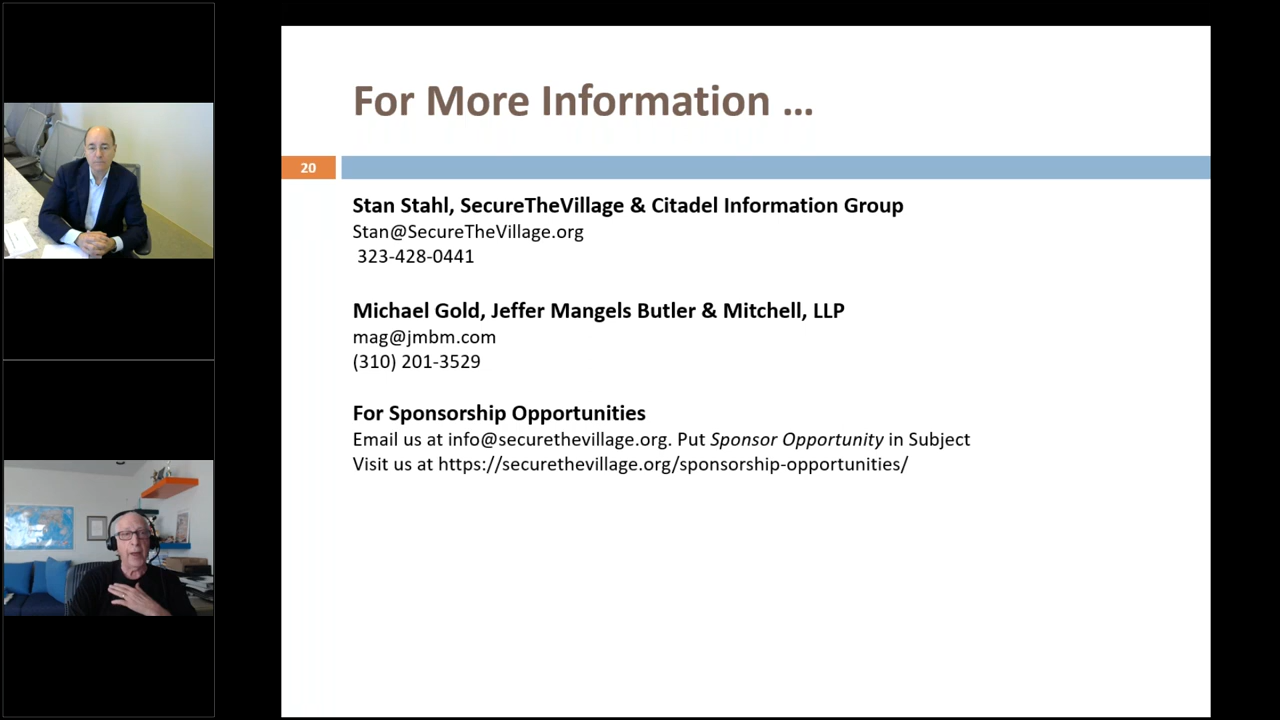 For More Information ...
20
Stan Stahl, SecureTheVillage & Citadel Information Group
Stan@SecureTheVillage.org
323-428-0441
Michael Gold, Jeffer Mangels Butler & Mitchell, LLP
mag@jmbm.com
(310) 201-3529
For Sponsorship Opportunities
Email us at info@securethevillage.org. Put Sponsor Opportunity in Subject
Visit us at https://securethevillage.org/sponsorship-opportunities/